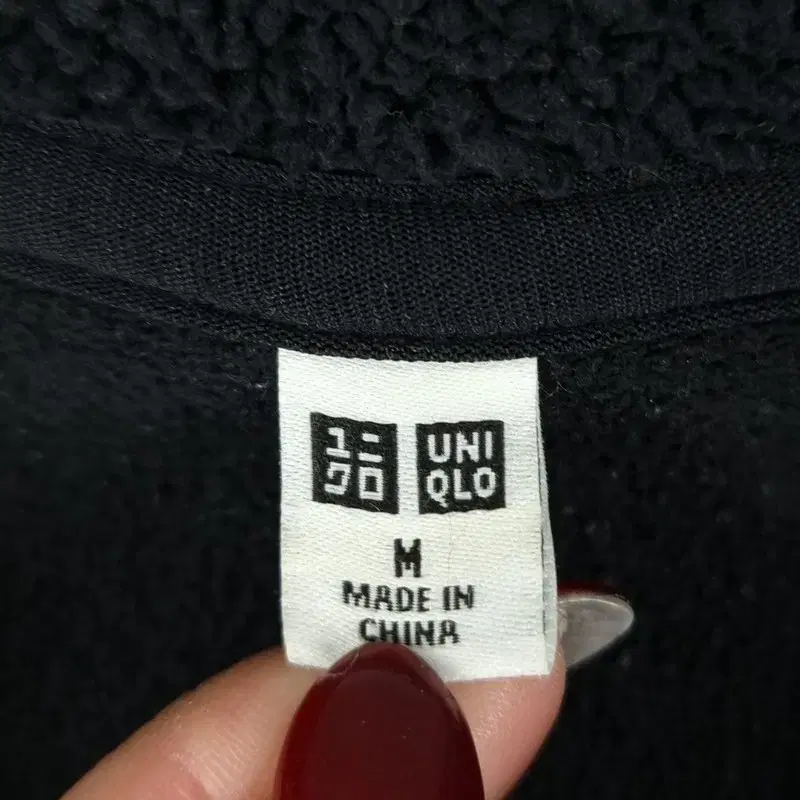 ユニ UNI
クロ QLO
M
MADE IN
CHINA